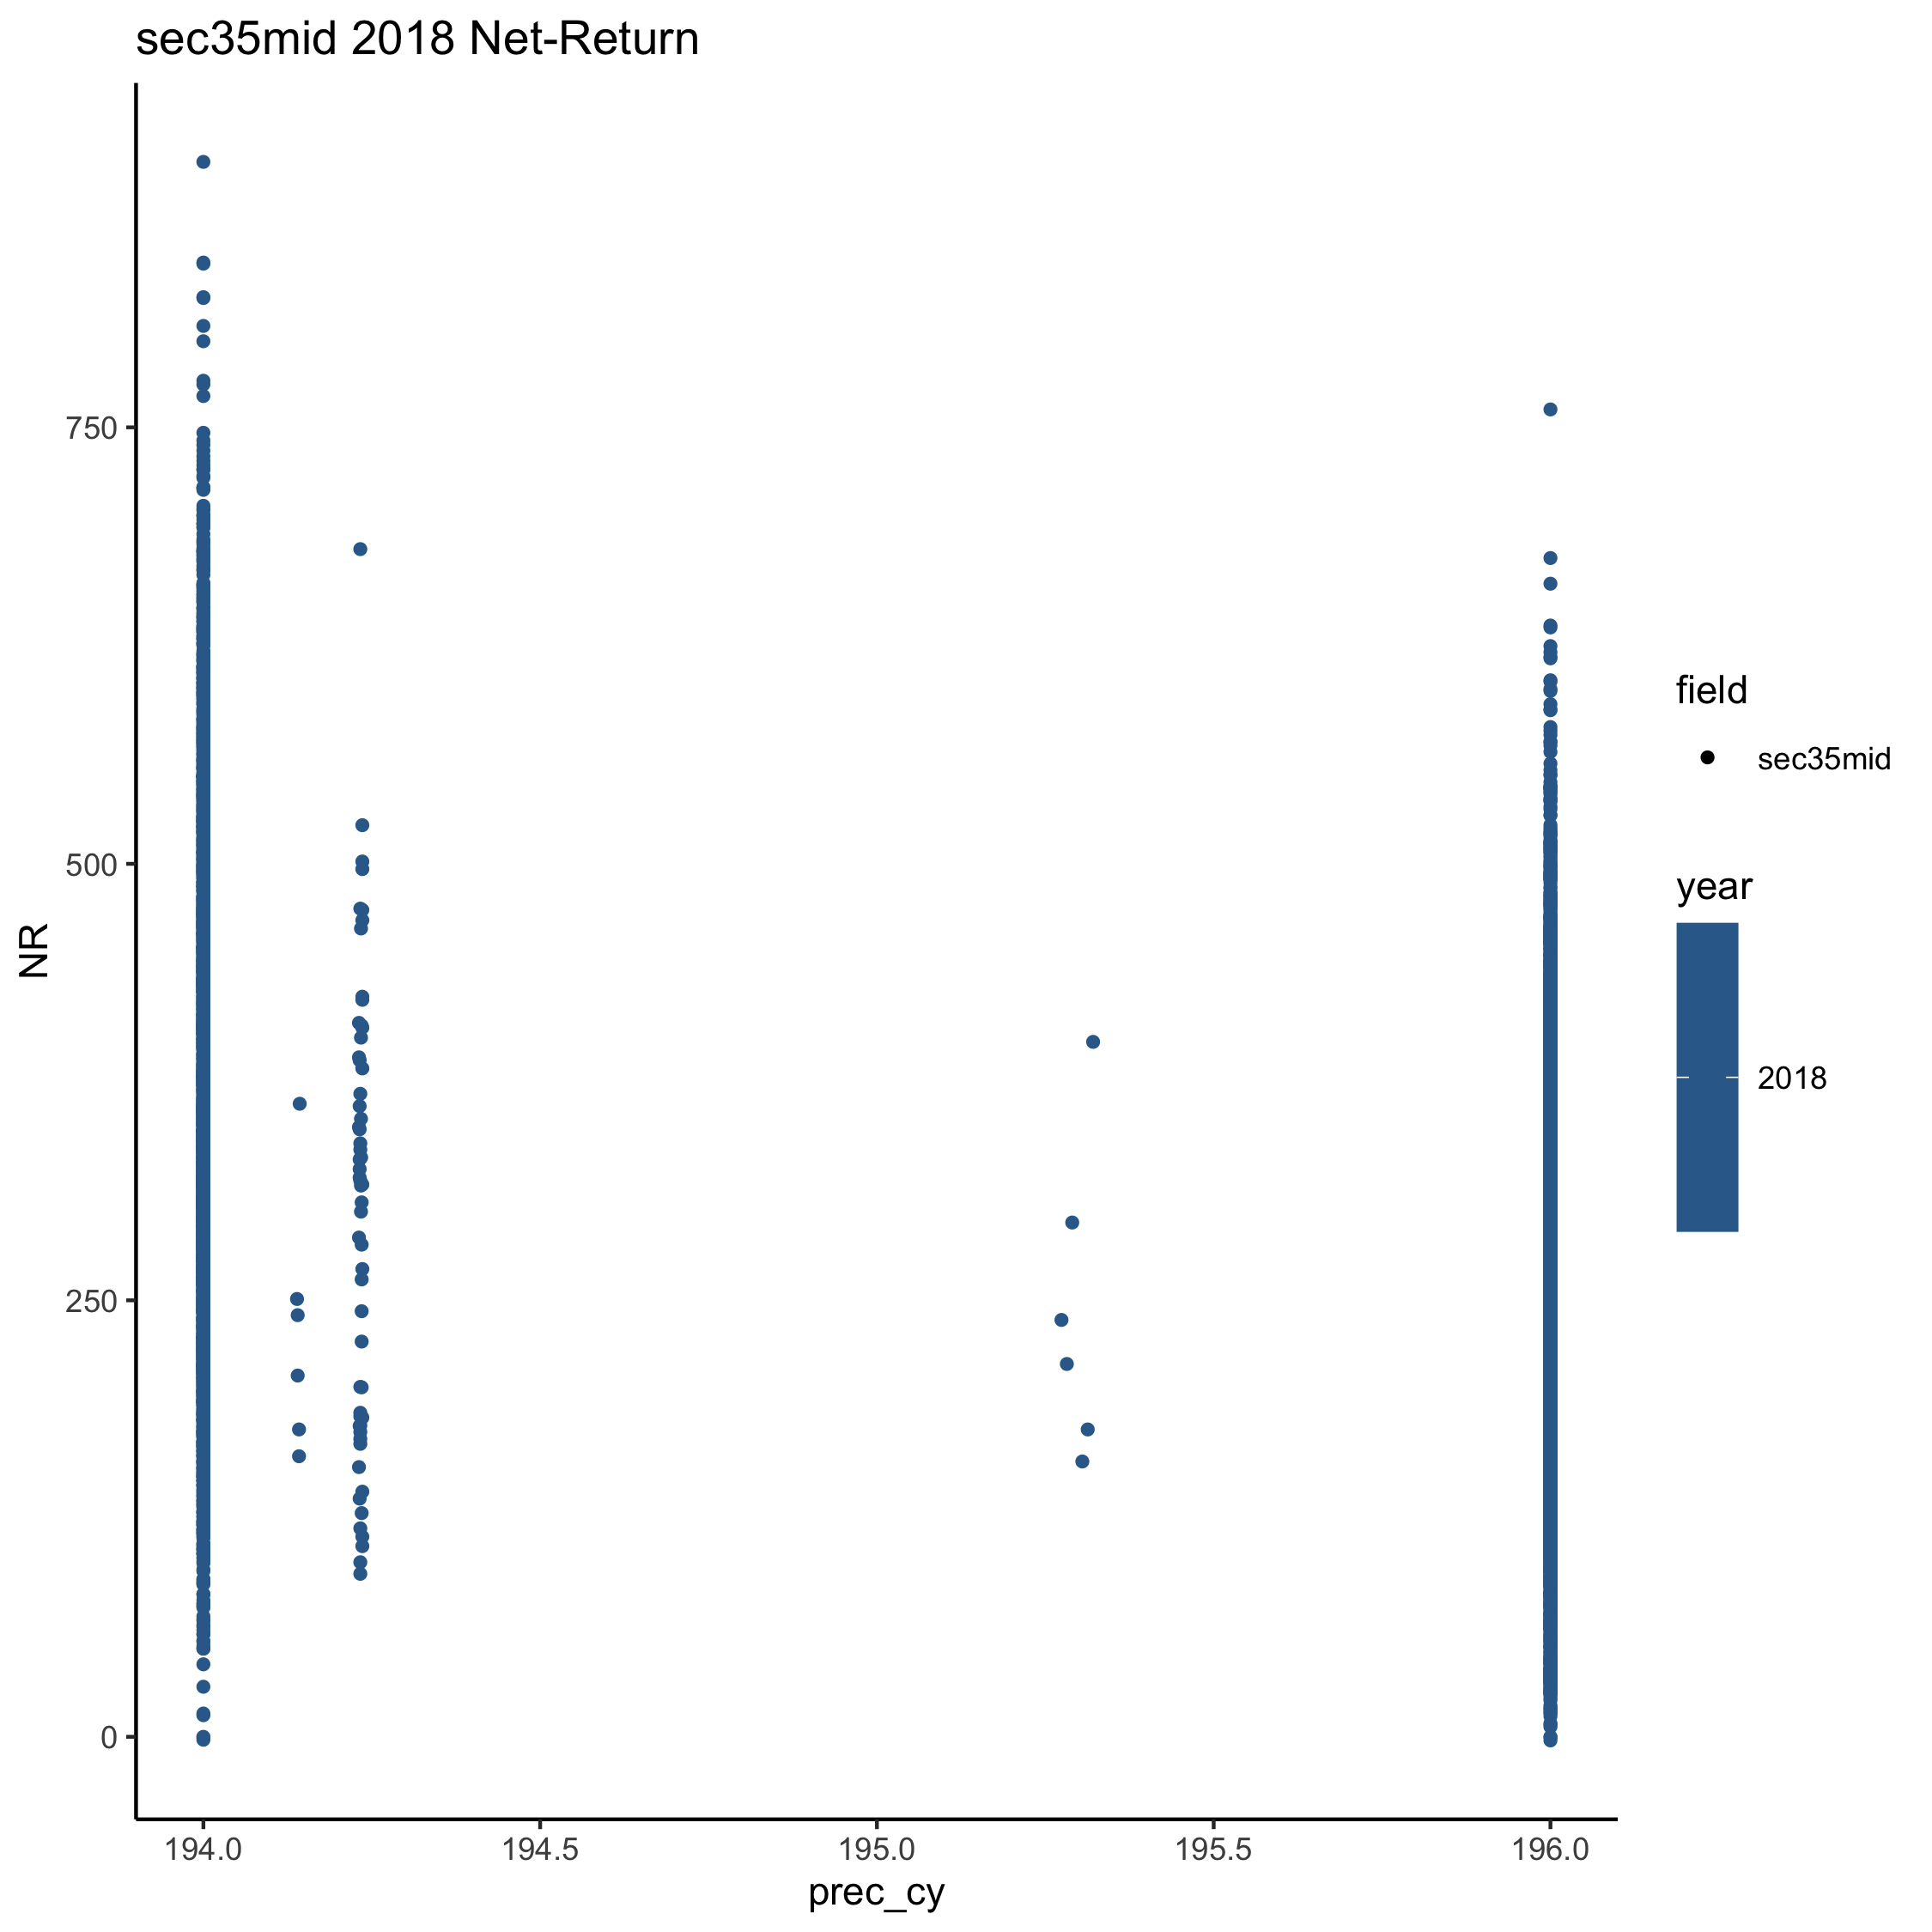 sec35mid 2018 Net-Return
750
500
250
0
NR
194.0 194.5 195.0 195.5 196.0
prec_cy
field
sec35mid
year
2018